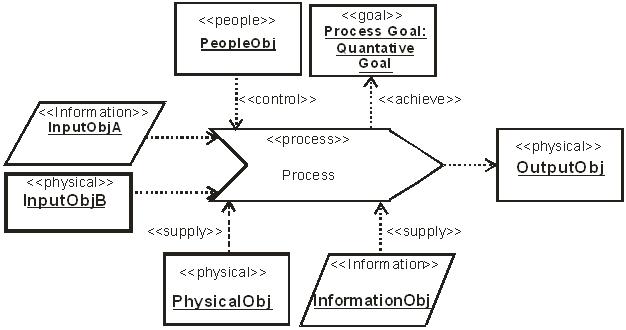 <<people>>
PeopleObj
<<goal>>
Process Goal:
Quantative
Goal
<<control>>
<<achieve>>
<<Information>>
InputObjA
<<process>>
Process
<<physical>>
OutputObj
<<physical>>
InputObjB
<<supply>>
<<supply>>
<<physical>>
PhysicalObj
<<Information>>
InformationObj